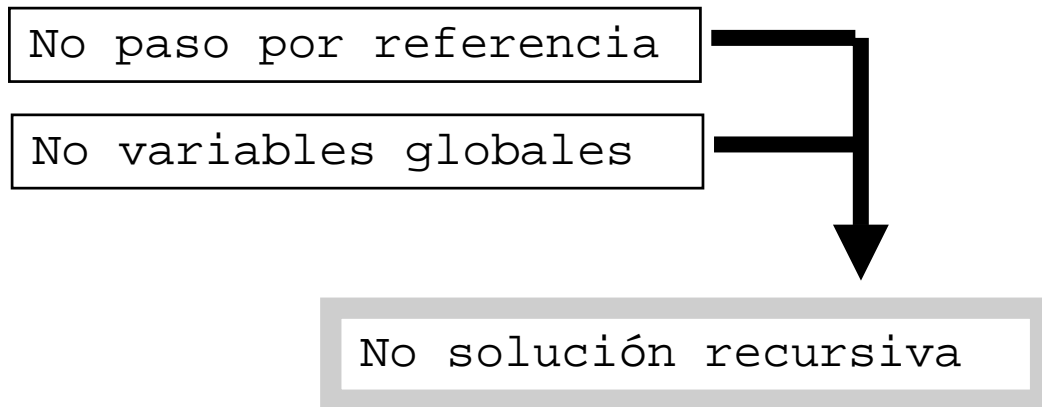 No paso por referencia
No variables globales
No solución recursiva